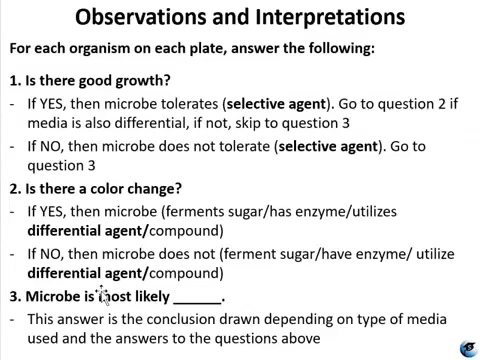 Observations and Interpretations
For each organism on each plate, answer the following:
1. Is there good growth?
- If YES, then microbe tolerates (selective agent). Go to question 2 if
media is also differential, if not, skip to question 3
- If NO, then microbe does not tolerate (selective agent). Go to
question 3
2. Is there a color change?
- If YES, then microbe (ferments sugar/has enzyme/utilizes
differential agent/compound)
- If NO, then microbe does not (ferment sugar/have enzyme/ utilize
differential agent/compound)
3. Microbe is most likely ______.
- This answer is the conclusion drawn depending on type of media
used and the answers to the questions above